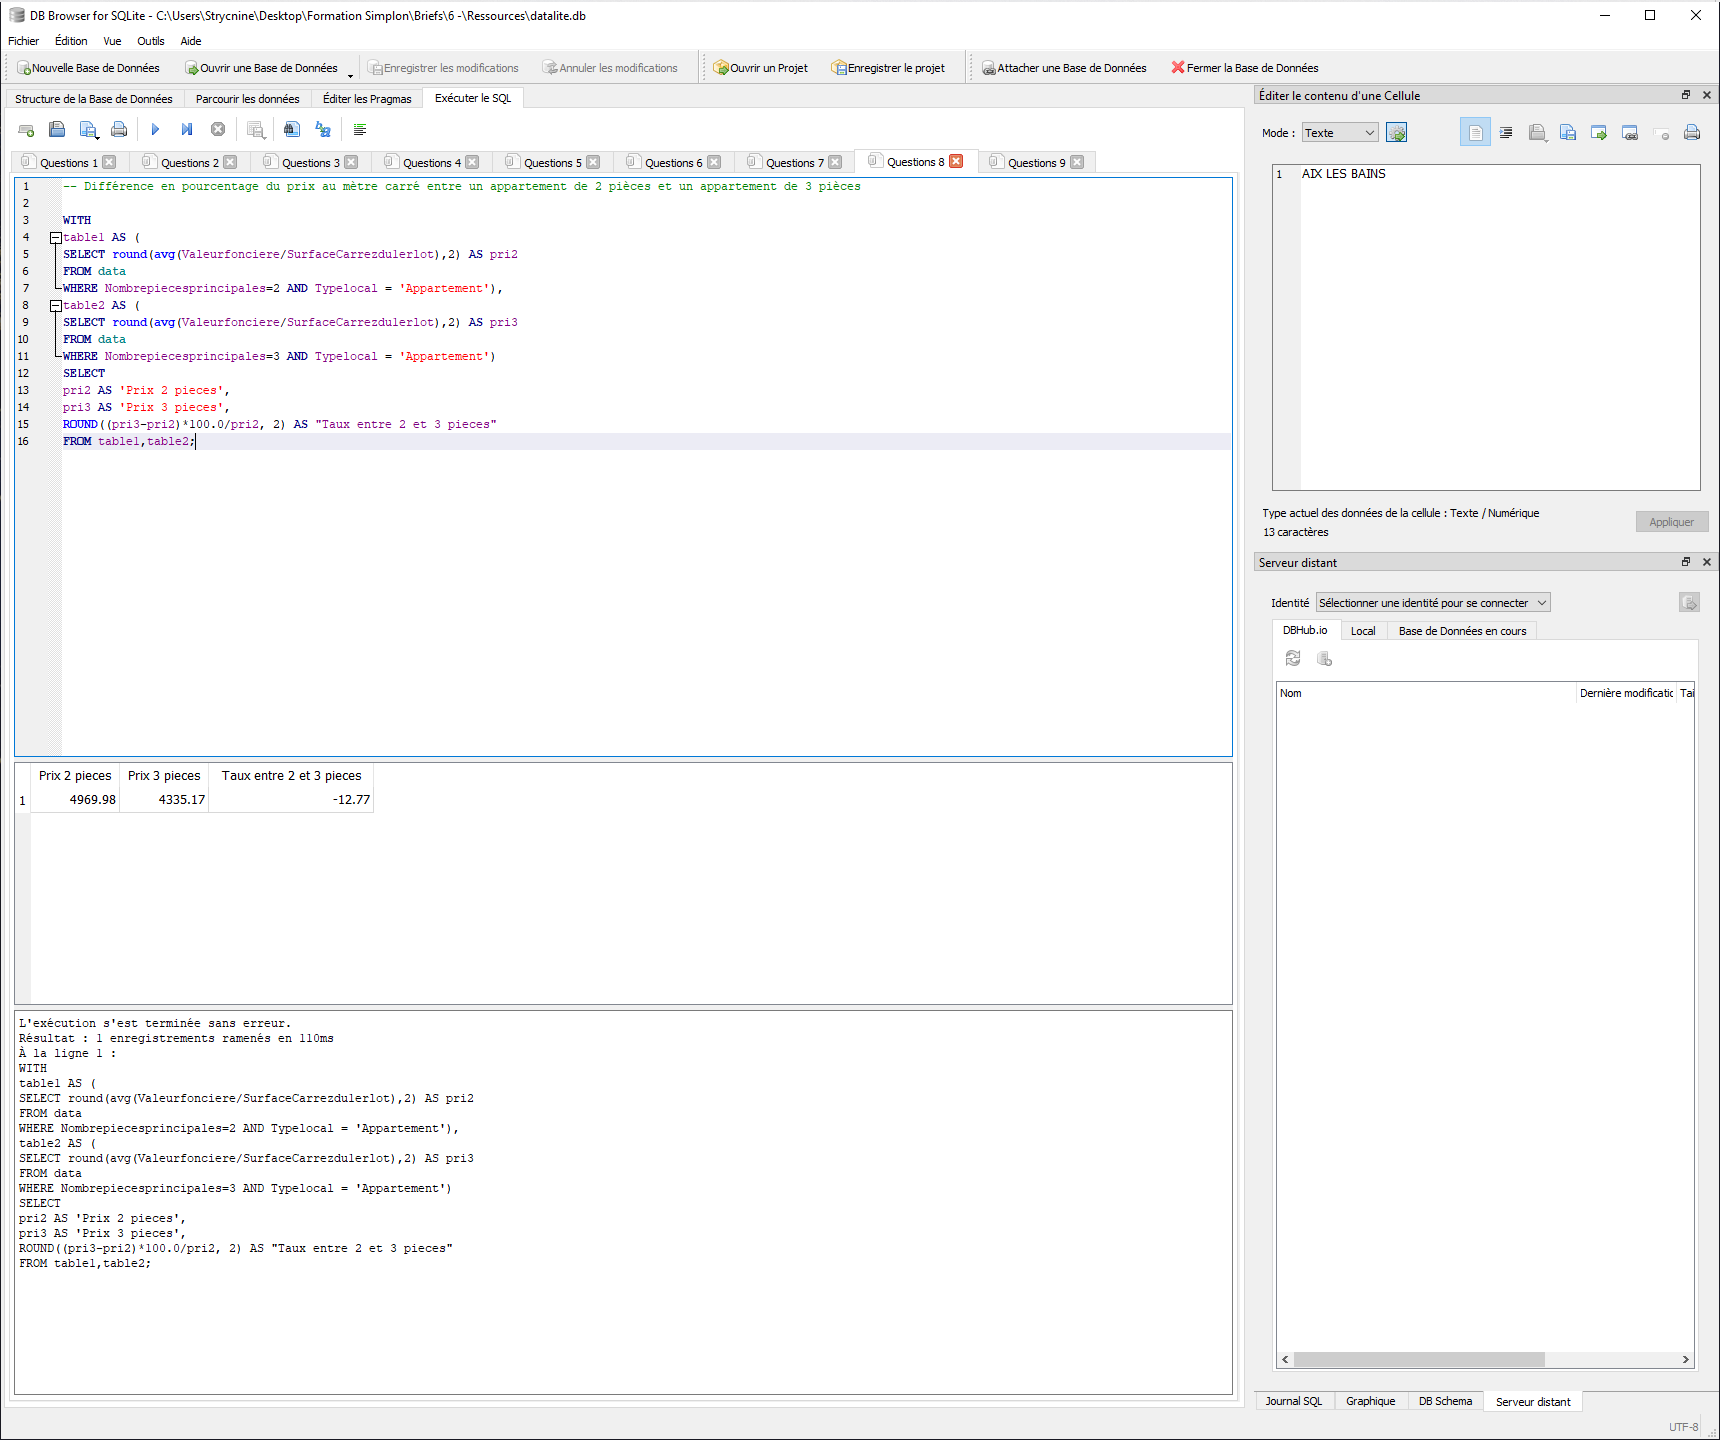 DB Browser for SQLite - C:\Users\Strycnine\Desktop\Formation Simplon\Briefs\6 -\Ressources\datalite.db
Fichier Édition Vue Outils Aide
Nouvelle Base de Données Ouvrir une Base de Données Enregistrer les modifications Annuler les modifications Ouvrir un Projet Enregistrer le projet Attacher une Base de Données Fermer la Base de Données
Structure de la Base de Données Parcourir les données Éditer les Pragmas Exécuter le SQL
Questions 1 Questions 2 Questions 3 Questions 4 Questions 5 Questions 6 Questions 7 Questions 8 Questions 9
1 -- Différence en pourcentage du prix au mètre carré entre un appartement de 2 pièces et un appartement de 3 pièces
2
3 WITH
4 table1 AS (
5 SELECT round(avg(Valeurfonciere/SurfaceCarrezdu1erlot),2) AS pri2
6 FROM data
7 WHERE Nombrepiecesprincipales=2 AND Typelocal = 'Appartement'),
8 table2 AS (
9 SELECT round(avg(Valeurfonciere/SurfaceCarrezdu1erlot),2) AS pri3
10 FROM data
11 WHERE Nombrepiecesprincipales=3 AND Typelocal = 'Appartement')
12 SELECT
13 pri2 AS 'Prix 2 pieces',
14 pri3 AS 'Prix 3 pieces',
15 ROUND((pri3-pri2)*100.0/pri2, 2) AS "Taux entre 2 et 3 pieces"
16 FROM table1,table2;
Prix 2 pieces Prix 3 pieces Taux entre 2 et 3 pieces
1 4969.98 4335.17 -12.77
L'exécution s'est terminée sans erreur.
Résultat : 1 enregistrements ramenés en 110ms
À la ligne 1 :
WITH
table1 AS (
SELECT round(avg(Valeurfonciere/SurfaceCarrezdu1erlot),2) AS pri2
FROM data
WHERE Nombrepiecesprincipales=2 AND Typelocal = 'Appartement'),
table2 AS (
SELECT round(avg(Valeurfonciere/SurfaceCarrezdu1erlot),2) AS pri3
FROM data
WHERE Nombrepiecesprincipales=3 AND Typelocal = 'Appartement')
SELECT
pri2 AS 'Prix 2 pieces',
pri3 AS 'Prix 3 pieces',
ROUND((pri3-pri2)*100.0/pri2, 2) AS "Taux entre 2 et 3 pieces"
FROM table1,table2;
Éditer le contenu d'une Cellule
Mode : Texte
1 AIX LES BAINS
Type actuel des données de la cellule : Texte / Numérique
13 caractères
Appliquer
Serveur distant
Identité Sélectionner une identité pour se connecter
DBHub.io Local Base de Données en cours
Nom Dernière modificatic Tai
Journal SQL Graphique DB Schema Serveur distant
UTF-8